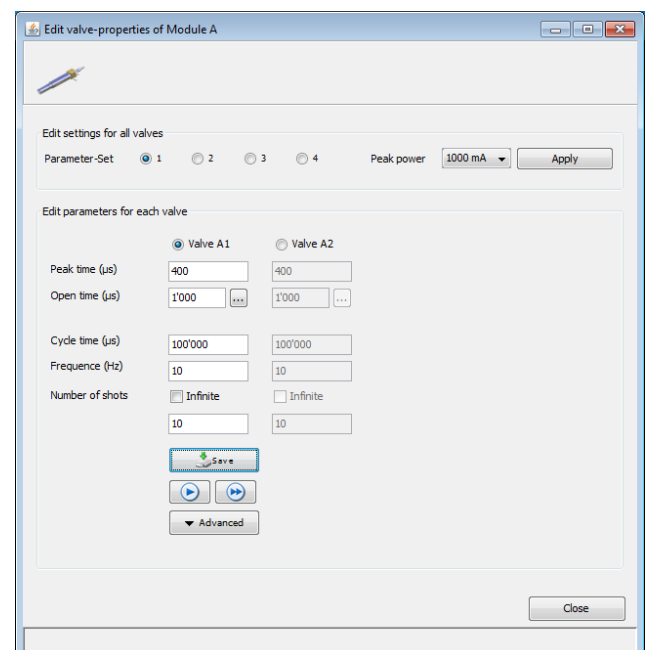 Edit valve-properties of Module A
Edit settings for all valves
Parameter-Set 1 2 3 4 Peak power 1000 mA Apply
Edit parameters for each valve
Valve A1 Valve A2
Peak time (µs) 400 400
Open time (µs) 1'000 ... 1'000 ...
Cycle time (µs) 100'000 100'000
Frequence (Hz) 10 10
Number of shots Infinite Infinite
10 10
Save
Advanced
Close